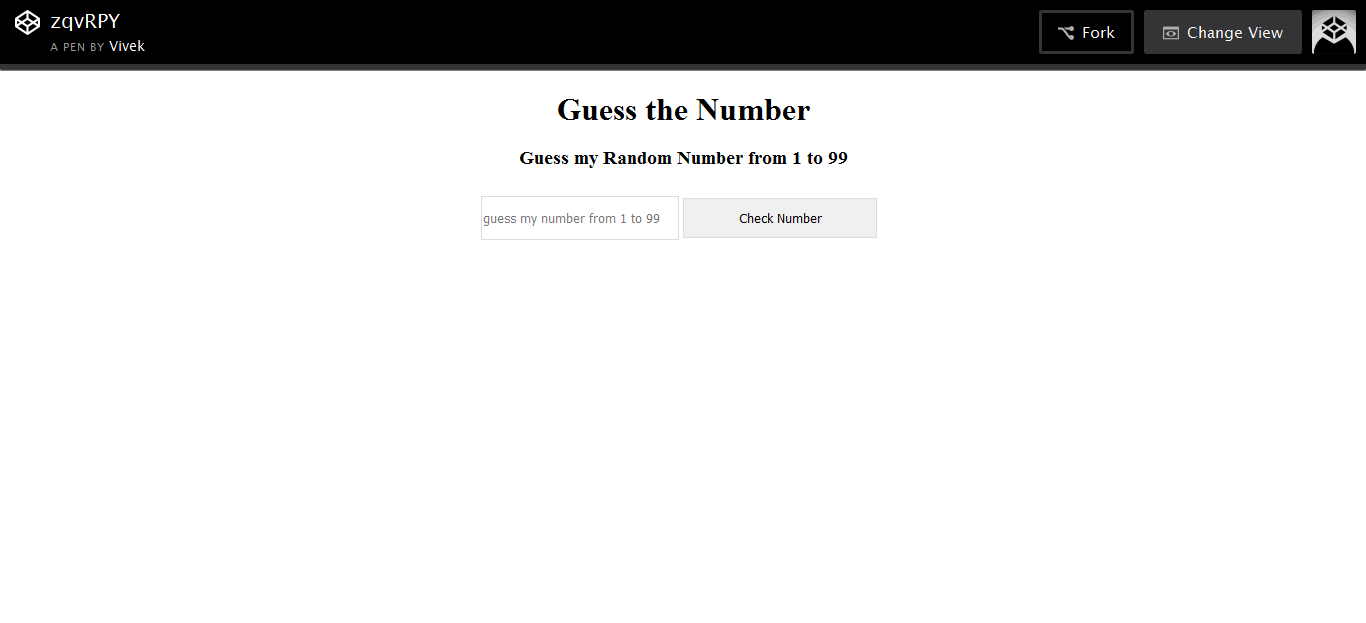 zqvRPY
A PEN BY Vivek
Fork
Change View
Guess the Number
Guess my Random Number from 1 to 99
guess my number from 1 to 99
Check Number